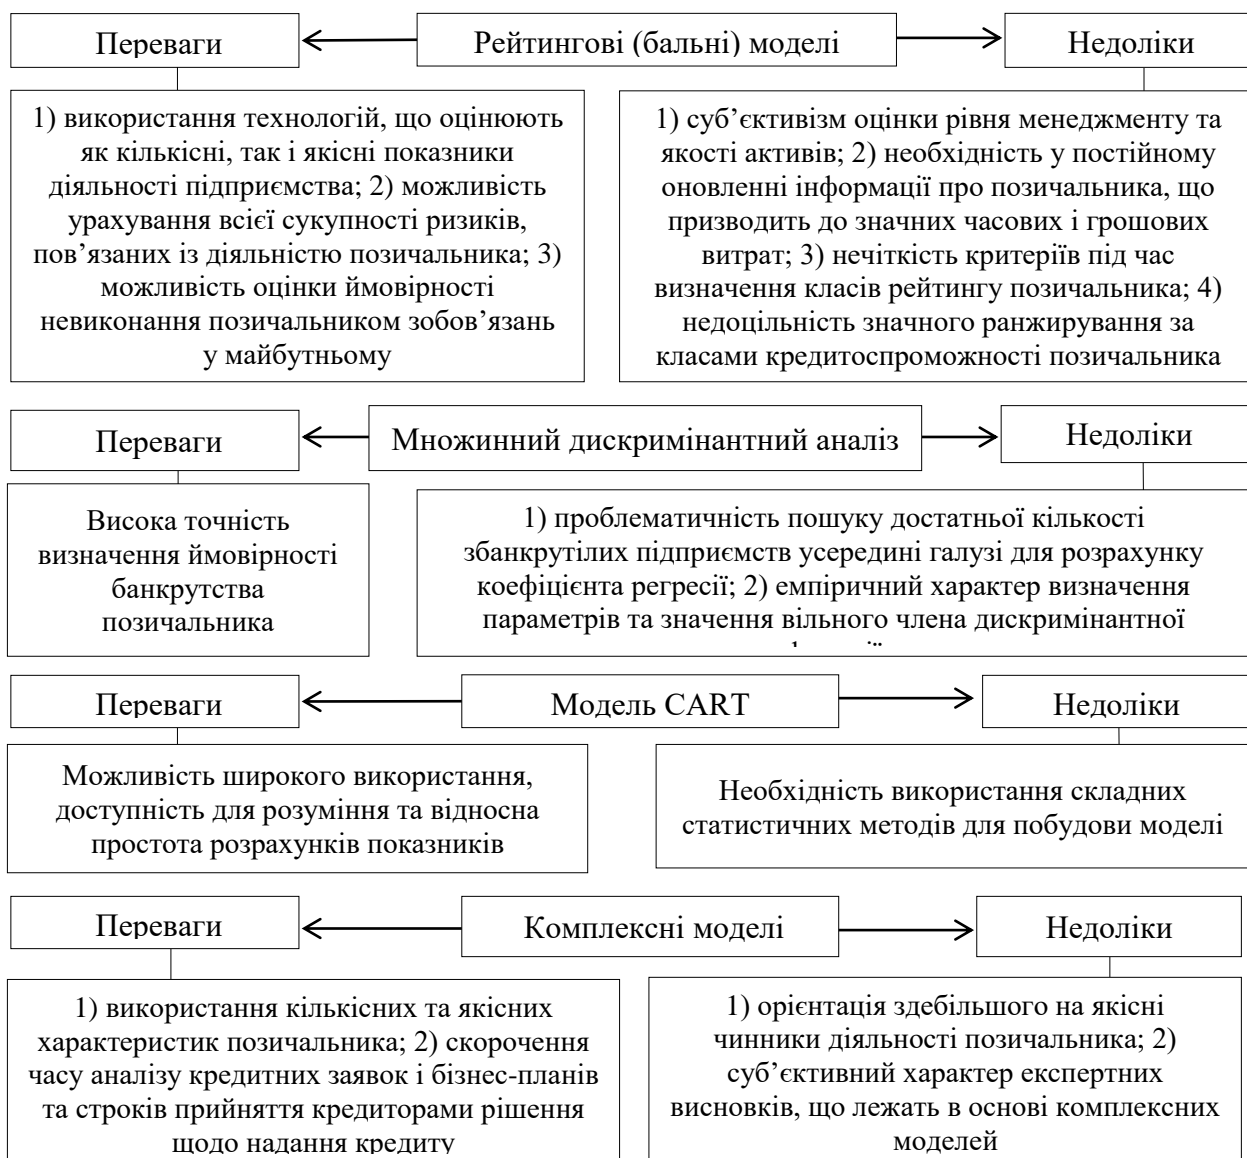 Переваги
Рейтингові (бальні) моделі
Недоліки
1) використання технологій, що оцінюють
як кількісні, так і якісні показники
діяльності підприємства; 2) можливість
урахування всієї сукупності ризиків,
пов’язаних із діяльністю позичальника; 3)
можливість оцінки ймовірності
невиконання позичальником зобов’язань
у майбутньому
1) суб’єктивізм оцінки рівня менеджменту та
якості активів; 2) необхідність у постійному
оновленні інформації про позичальника, що
призводить до значних часових і грошових
витрат; 3) нечіткість критеріїв під час
визначення класів рейтингу позичальника; 4)
недоцільність значного ранжирування за
класами кредитоспроможності позичальника
Переваги
Множинний дискримінантний аналіз
Недоліки
Висока точність
визначення ймовірності
банкрутства
позичальника
1) проблематичність пошуку достатньої кількості
збанкрутілих підприємств усередині галузі для розрахунку
коефіцієнта регресії; 2) емпіричний характер визначення
параметрів та значення вільного члена дискримінантної
Переваги
Модель CART
Недоліки
Можливість широкого використання,
доступність для розуміння та відносна
простота розрахунків показників
Необхідність використання складних
статистичних методів для побудови моделі
Переваги
Комплексні моделі
Недоліки
1) використання кількісних та якісних
характеристик позичальника; 2) скорочення
часу аналізу кредитних заявок і бізнес-планів
та строків прийняття кредиторами рішення
щодо надання кредиту
1) орієнтація здебільшого на якісні
чинники діяльності позичальника; 2)
суб’єктивний характер експертних
висновків, що лежать в основі комплексних
моделей